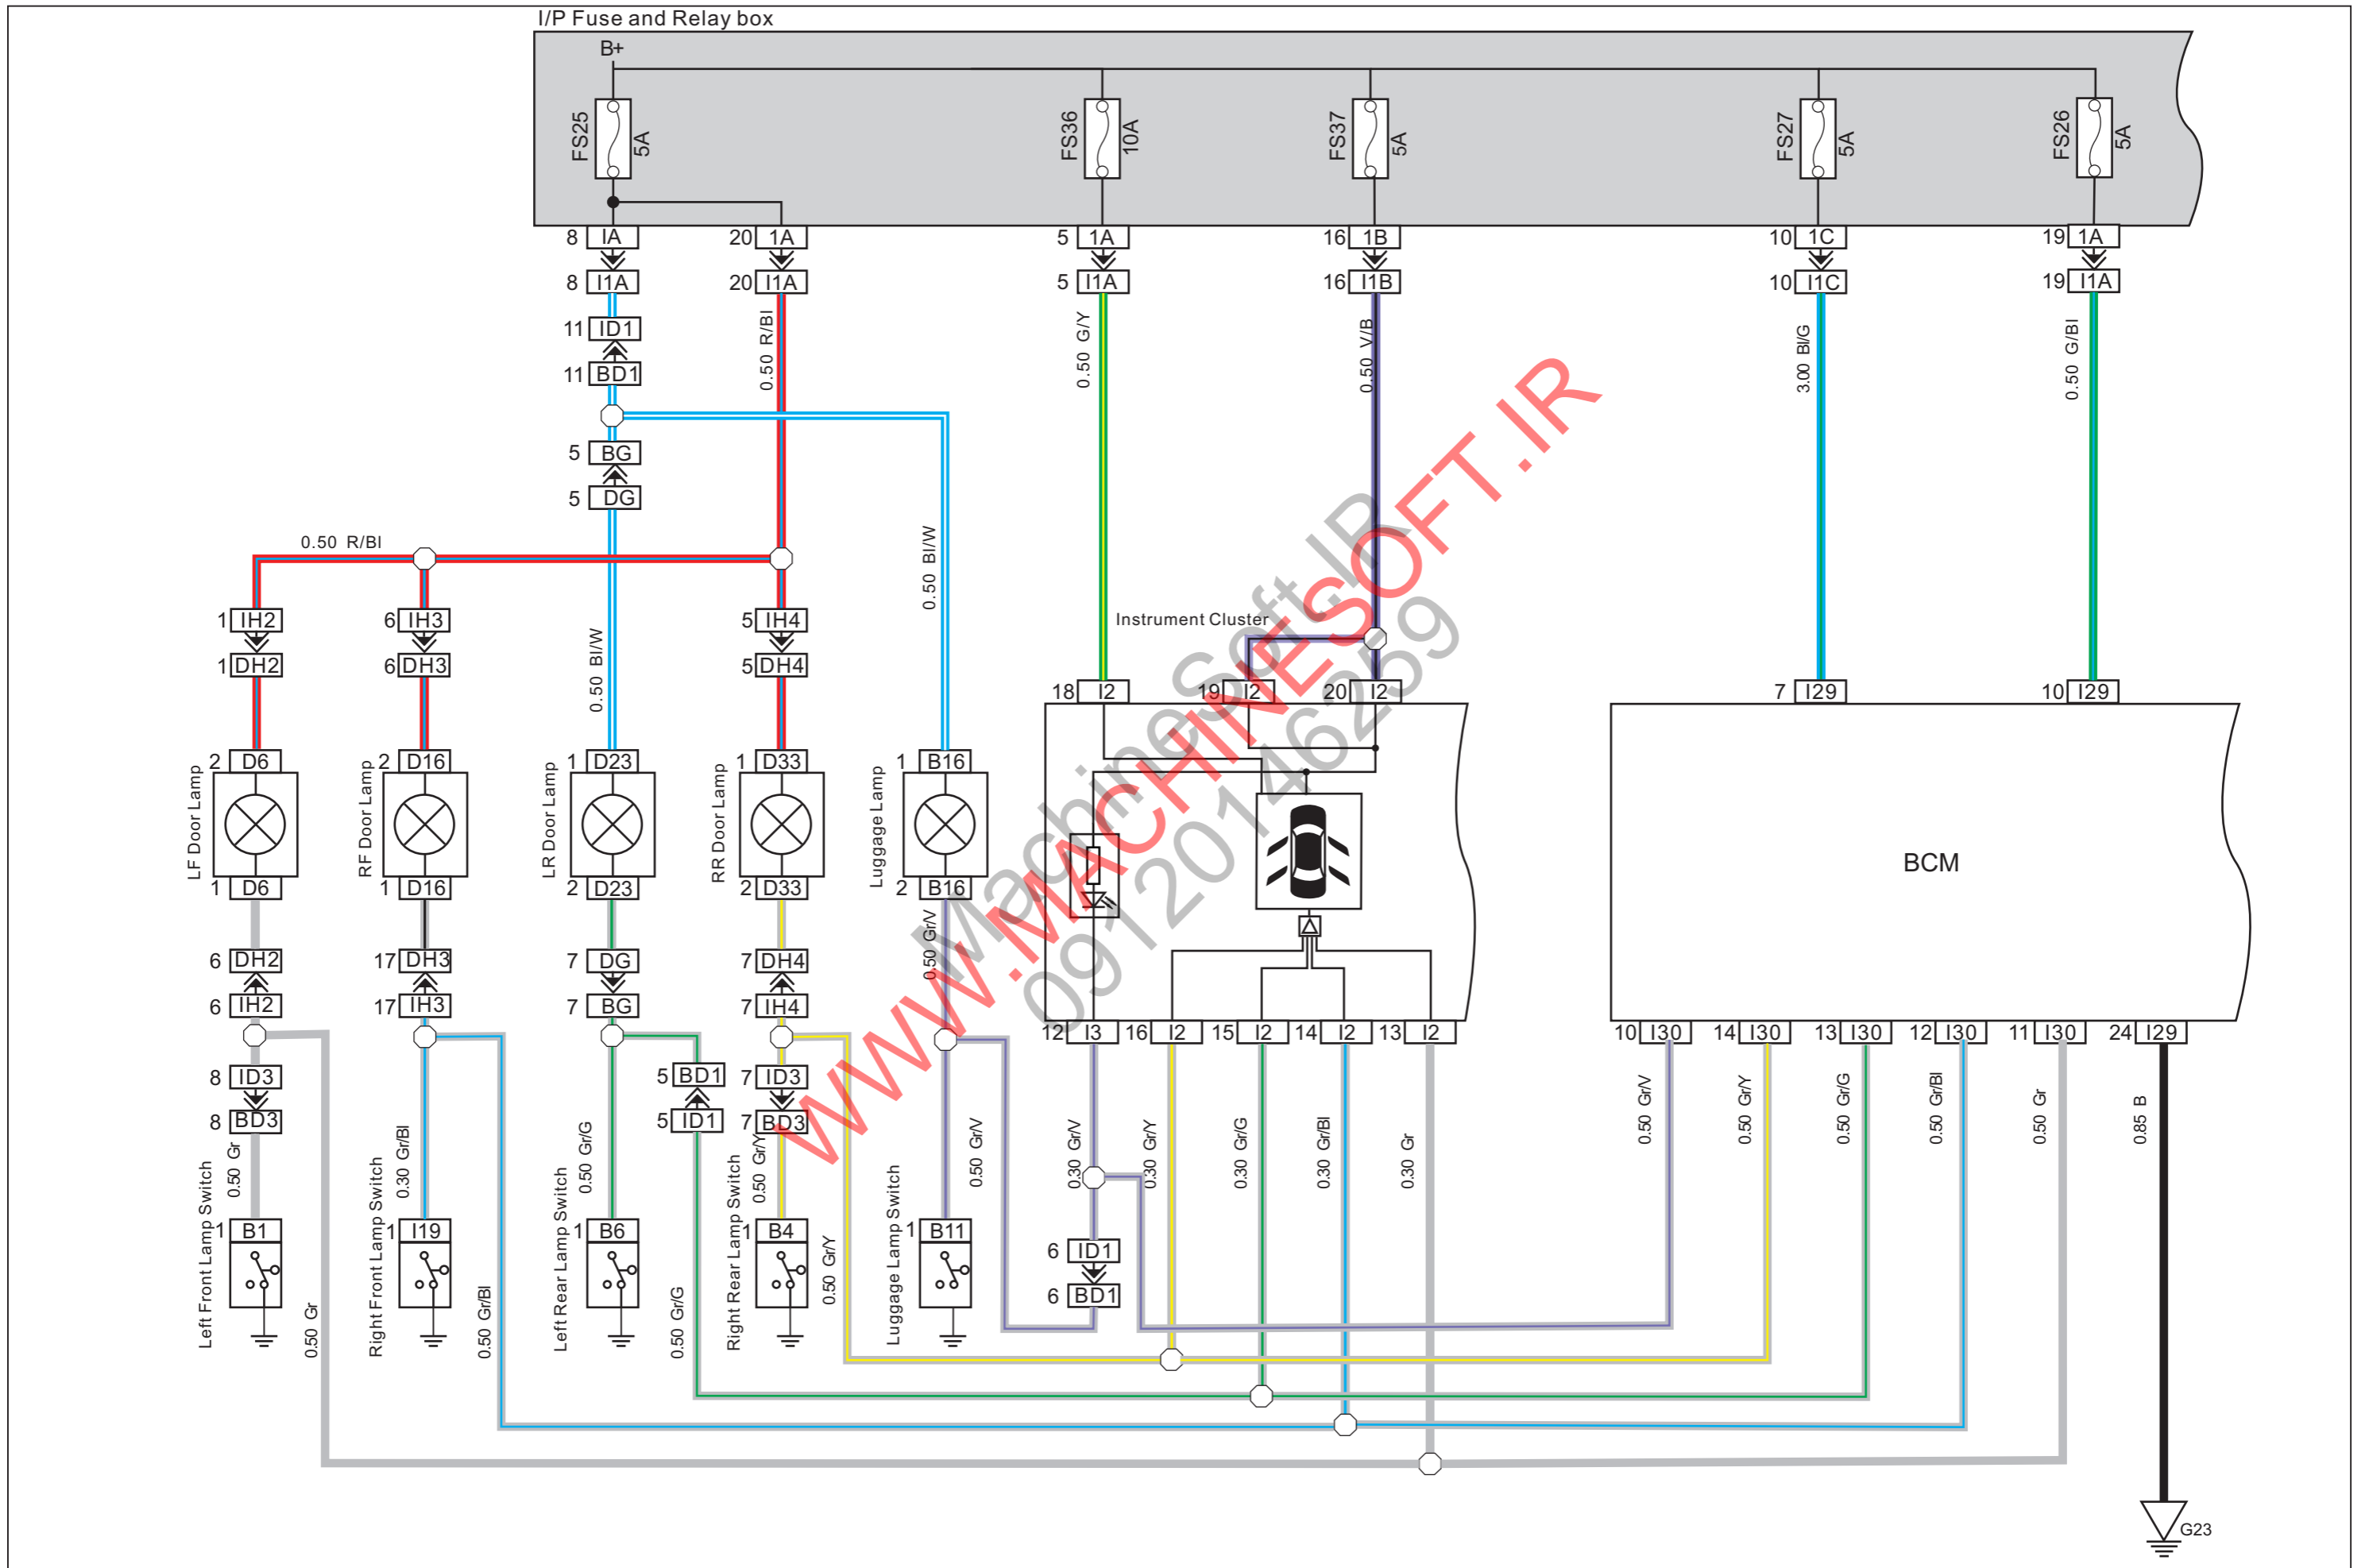 I/P Fuse and Relay box
B+
FS25
5A
FS36
10A
FS37
5A
FS27
5A
FS26
5A
8 IA
20 1A
5 1A
16 1B
10 1C
19 1A
8 I1A
20 I1A
5 I1A
16 I1B
10 I1C
19 I1A
11 ID1
11 BD1
0.50 R/Bl
0.50 G/Y
0.50 V/B
3.00 Bl/G
0.50 G/Bl
5 BG
5 DG
0.50 R/Bl
0.50 Bl/W
0.50 Bl/W
1 IH2
6 IH3
5 IH4
1 DH2
6 DH3
5 DH4
Instrument Cluster
18 I2
19 I2
20 I2
7 I29
10 I29
2 D6
2 D16
1 D23
1 D33
1 B16
LF Door Lamp
RF Door Lamp
LR Door Lamp
RR Door Lamp
Luggage Lamp
BCM
1 D6
1 D16
2 D23
2 D33
2 B16
0.50 Gr/V
6 DH2
17 DH3
7 DG
7 DH4
6 IH2
17 IH3
7 BG
7 IH4
12 I3
16 I2
15 I2
14 I2
13 I2
10 I30
14 I30
13 I30
12 I30
11 I30
24 I29
8 ID3
5 BD1
7 ID3
8 BD3
5 ID1
7 BD3
0.50 Gr
0.30 Gr/Bl
0.50 Gr/G
0.50 Gr/Y
0.50 Gr/V
0.30 Gr/V
0.30 Gr/Y
0.30 Gr/G
0.30 Gr/Bl
0.30 Gr
0.50 Gr/V
0.50 Gr/Y
0.50 Gr/G
0.50 Gr/Bl
0.50 Gr
0.85 B
Left Front Lamp Switch
Right Front Lamp Switch
Left Rear Lamp Switch
Right Rear Lamp Switch
Luggage Lamp Switch
1 B1
1 I19
1 B6
1 B4
1 B11
6 ID1
6 BD1
0.50 Gr
0.50 Gr/Bl
0.50 Gr/G
0.50 Gr/Y
G23
MachineSoft.IR
WWW.MACHINESOFT.IR
09120146259